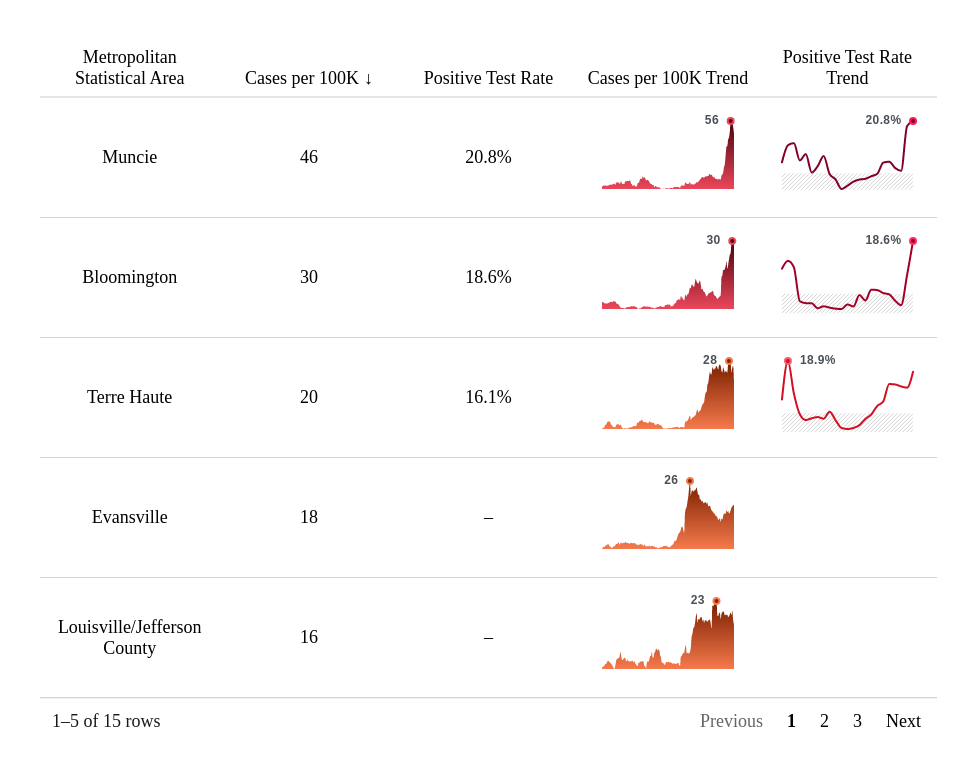 Metropolitan
Statistical Area
Cases per 100K ↓
Positive Test Rate
Cases per 100K Trend
Positive Test Rate
Trend
Muncie
46
20.8%
56
20.8%
Bloomington
30
18.6%
30
18.6%
Terre Haute
20
16.1%
28
18.9%
Evansville
18
–
26
Louisville/Jefferson
County
16
–
23
1–5 of 15 rows
Previous 1 2 3 Next